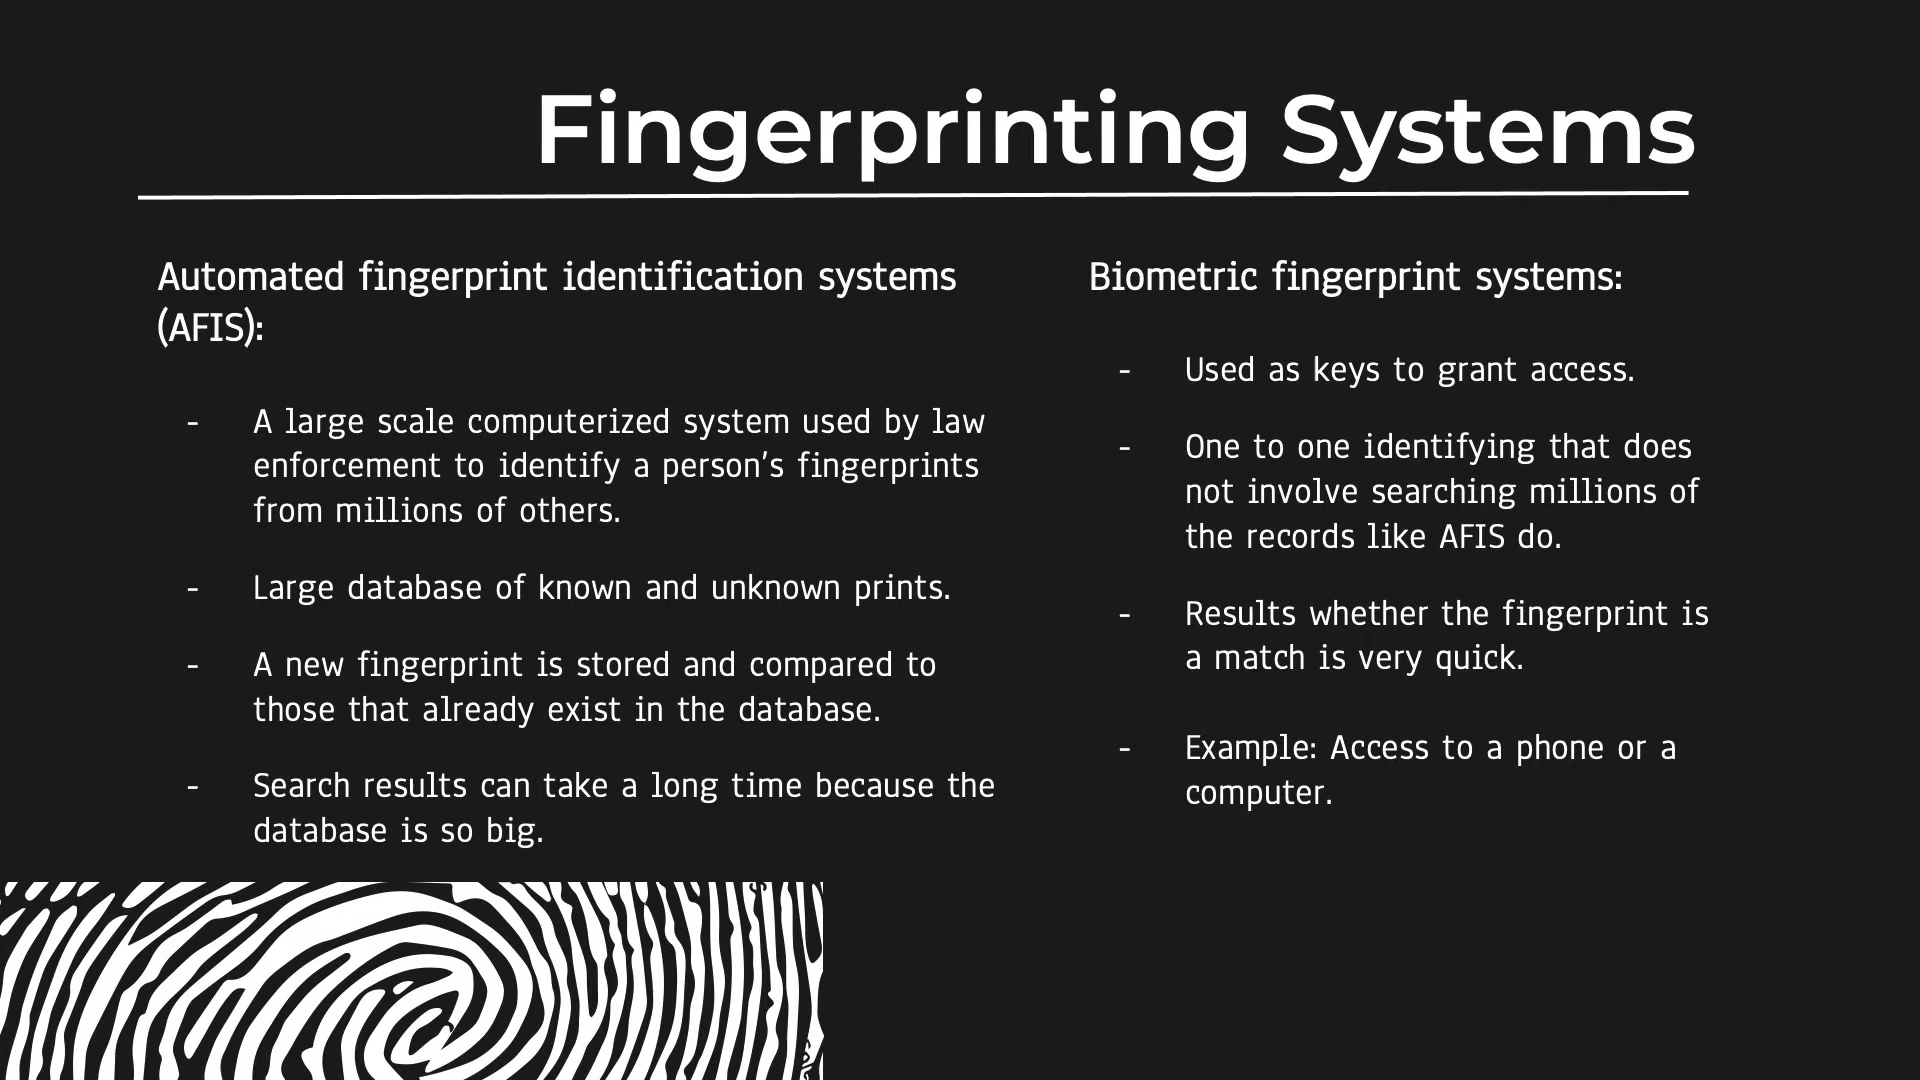 Fingerprinting Systems
Automated fingerprint identification systems
(AFIS):
- A large scale computerized system used by law
enforcement to identify a person's fingerprints
from millions of others.
- Large database of known and unknown prints.
- A new fingerprint is stored and compared to
those that already exist in the database.
- Search results can take a long time because the
database is so big.
Biometric fingerprint systems:
- Used as keys to grant access.
- One to one identifying that does
not involve searching millions of
the records like AFIS do.
- Results whether the fingerprint is
a match is very quick.
- Example: Access to a phone or a
computer.